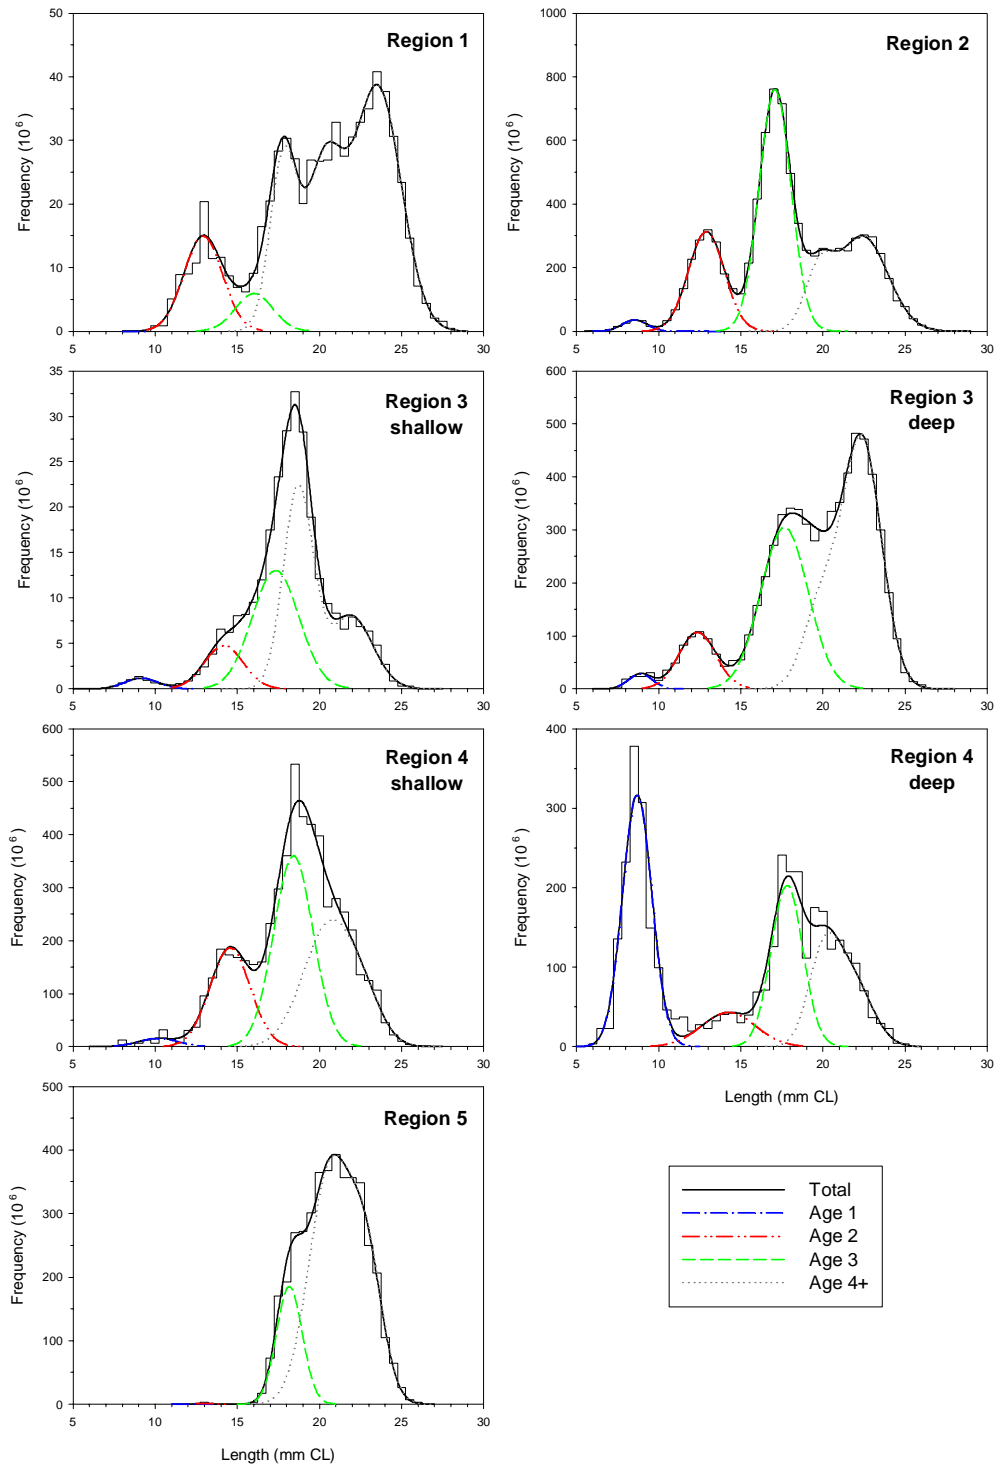 Region 1
Frequency (10⁶)
50
40
30
20
10
0
5 10 15 20 25 30
Region 2
Frequency (10⁶)
1000
800
600
400
200
0
5 10 15 20 25 30
Region 3
shallow
Frequency (10⁶)
35
30
25
20
15
10
5
0
5 10 15 20 25 30
Region 3
deep
Frequency (10⁶)
600
500
400
300
200
100
0
5 10 15 20 25 30
Region 4
shallow
Frequency (10⁶)
600
500
400
300
200
100
0
5 10 15 20 25 30
Region 4
deep
Frequency (10⁶)
400
300
200
100
0
5 10 15 20 25 30
Length (mm CL)
Region 5
Frequency (10⁶)
500
400
300
200
100
0
5 10 15 20 25 30
Length (mm CL)
Total
Age 1
Age 2
Age 3
Age 4+